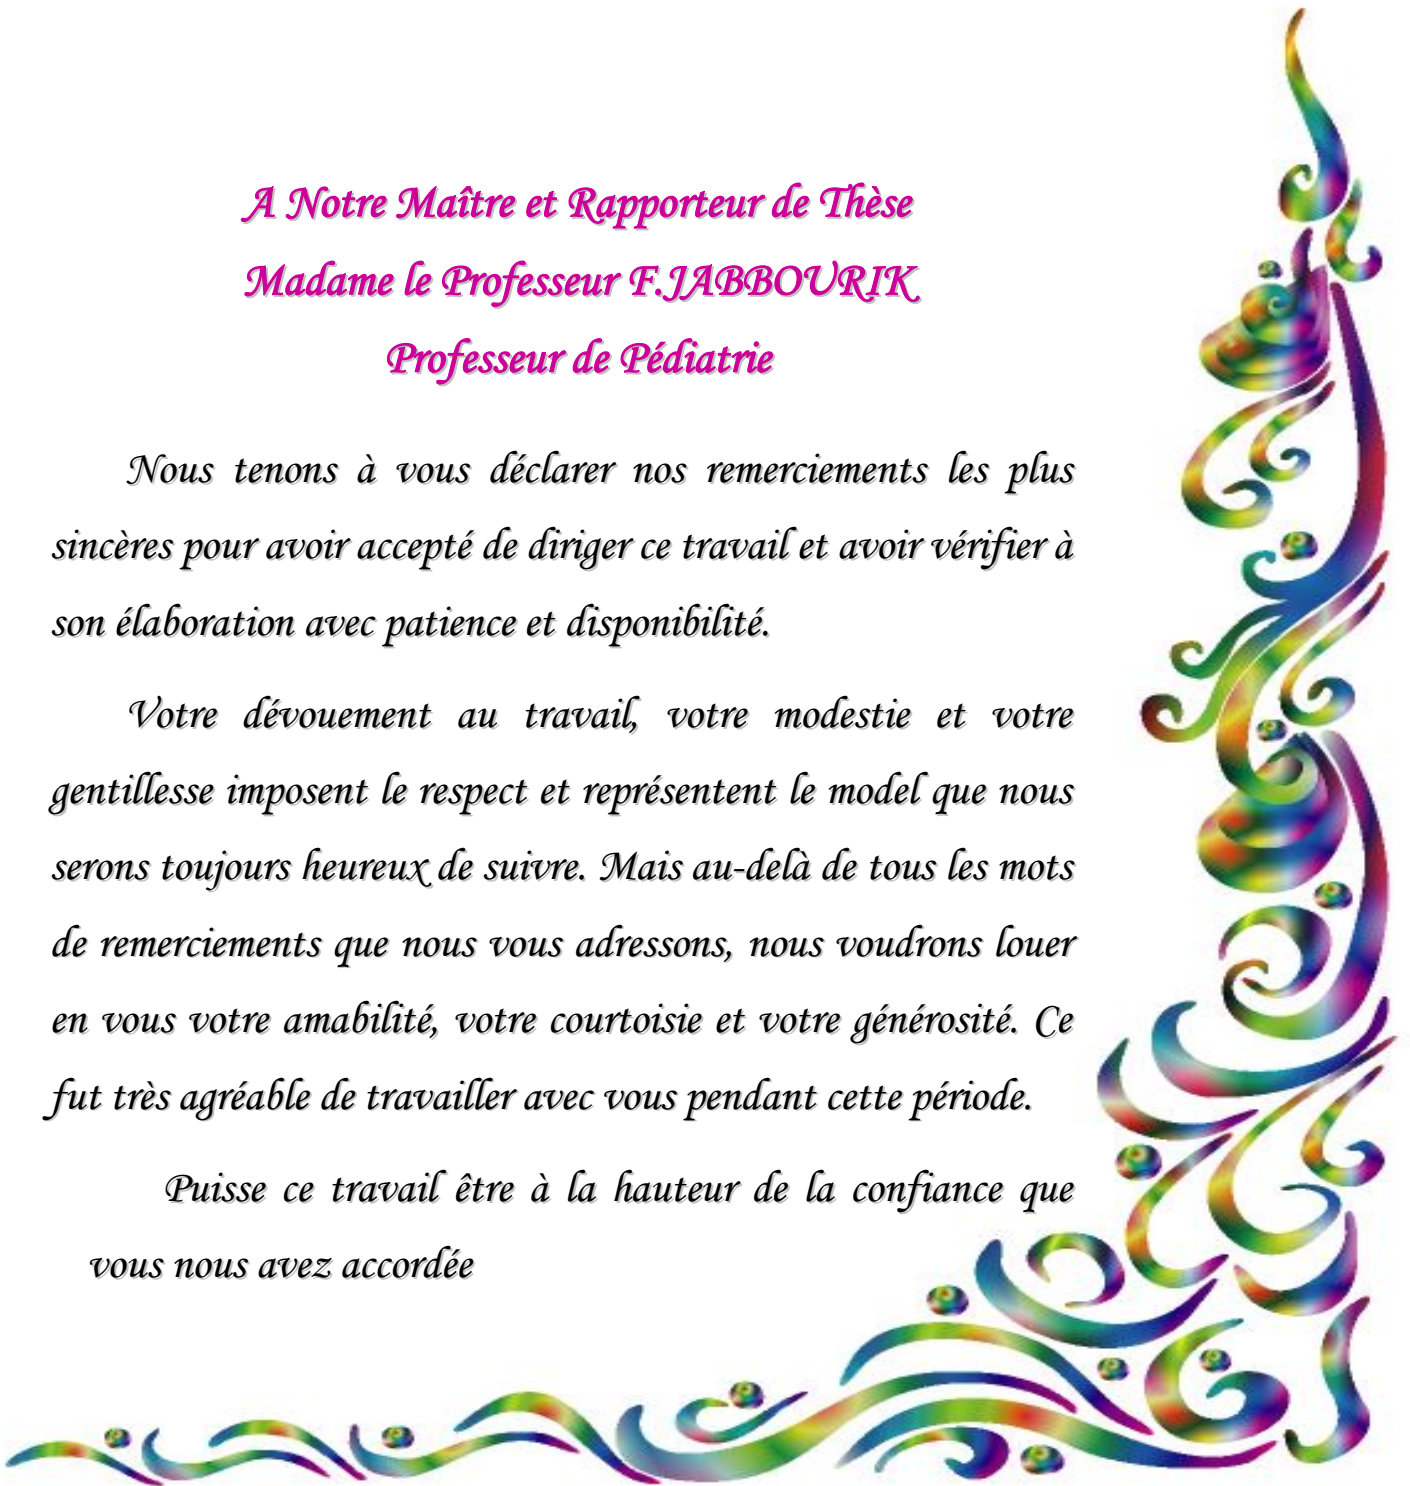 A Notre Maître et Rapporteur de Thèse
Madame le Professeur F.JABBOURIK
Professeur de Pédiatrie
Nous tenons à vous déclarer nos remerciements les plus
sincères pour avoir accepté de diriger ce travail et avoir vérifier à
son élaboration avec patience et disponibilité.
Votre dévouement au travail, votre modestie et votre
gentillesse imposent le respect et représentent le model que nous
serons toujours heureux de suivre. Mais au-delà de tous les mots
de remerciements que nous vous adressons, nous voudrons louer
en vous votre amabilité, votre courtoisie et votre générosité. Ce
fut très agréable de travailler avec vous pendant cette période.
Puisse ce travail être à la hauteur de la confiance que
vous nous avez accordée